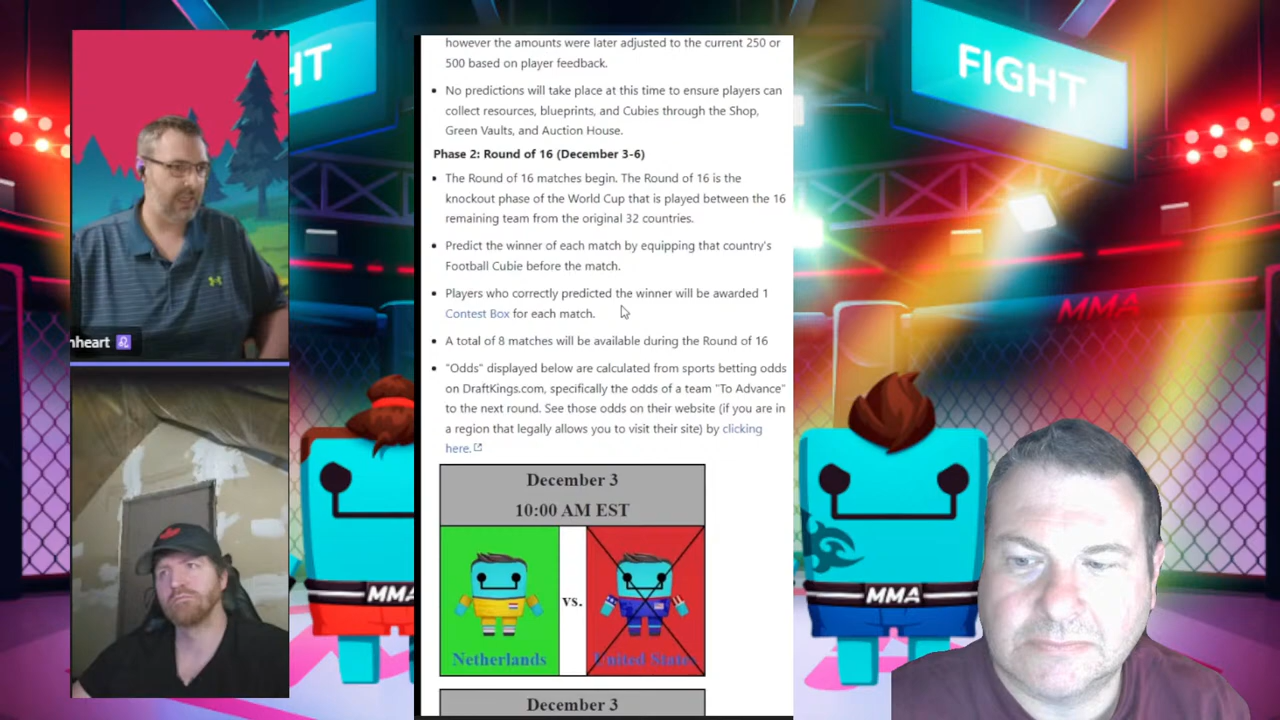 HT
FIGHT
however the amounts were later adjusted to the current 250 or
500 based on player feedback.
• No predictions will take place at this time to ensure players can
collect resources, blueprints, and Cubies through the Shop,
Green Vaults, and Auction House.
Phase 2: Round of 16 (December 3-6)
• The Round of 16 matches begin. The Round of 16 is the
knockout phase of the World Cup that is played between the 16
remaining team from the original 32 countries.
• Predict the winner of each match by equipping that country's
Football Cubie before the match.
• Players who correctly predicted the winner will be awarded 1
Contest Box for each match.
• A total of 8 matches will be available during the Round of 16
• "Odds" displayed below are calculated from sports betting odds
on DraftKings.com, specifically the odds of a team "To Advance"
to the next round. See those odds on their website (if you are in
a region that legally allows you to visit their site) by clicking
here.
December 3
10:00 AM EST
vs.
Netherlands
United State
December 3
nheart
MMA
MMA
MMA